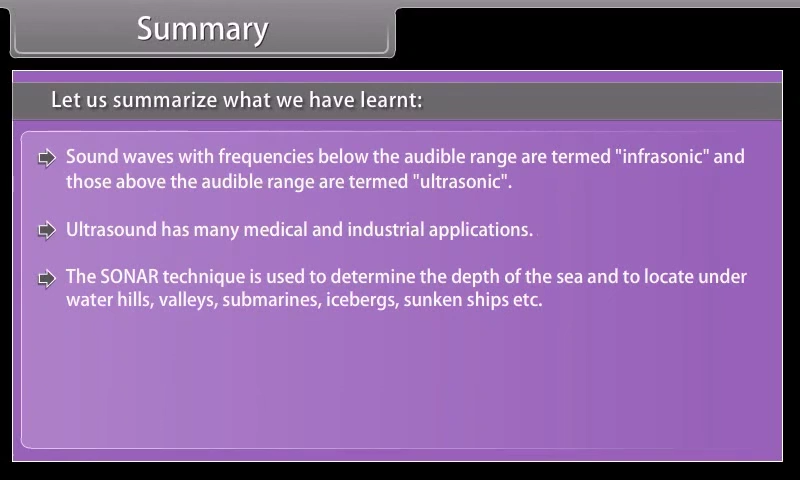 Summary
Let us summarize what we have learnt:
Sound waves with frequencies below the audible range are termed "infrasonic" and
those above the audible range are termed "ultrasonic".
Ultrasound has many medical and industrial applications.
The SONAR technique is used to determine the depth of the sea and to locate under
water hills, valleys, submarines, icebergs, sunken ships etc.